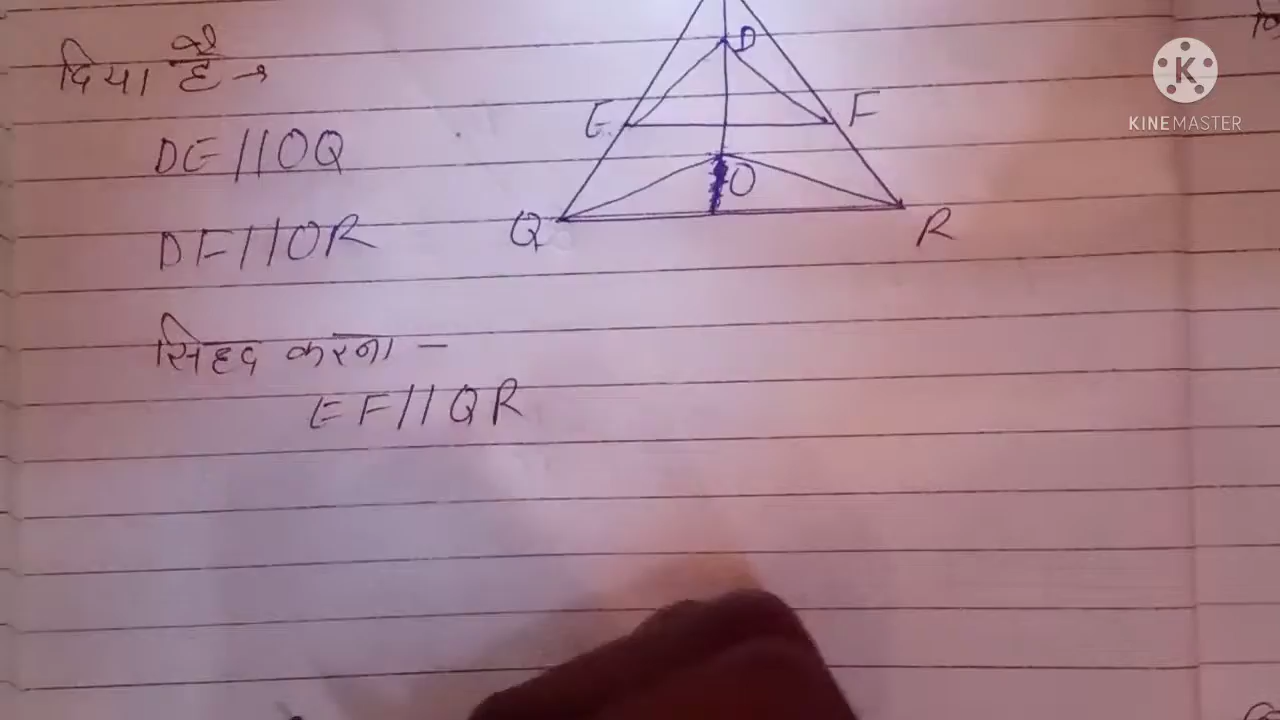 दिया है →
DE//OQ
DF//OR
सिद्द करना –
EF//QR
D
E
F
O
Q
R
K
KINEMASTER